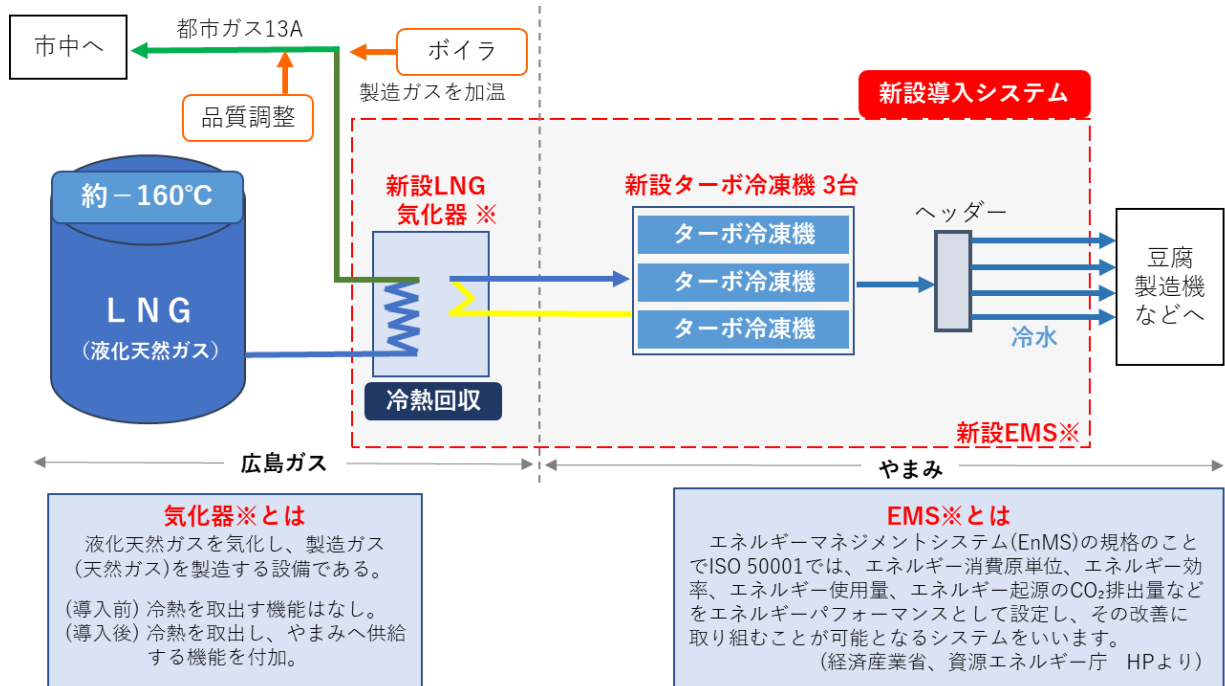 市中へ
都市ガス13A
ボイラ
製造ガスを加温
品質調整
新設導入システム
約－160℃
LNG
(液化天然ガス)
新設LNG
気化器 ※
冷熱回収
新設ターボ冷凍機 3台
ターボ冷凍機
ターボ冷凍機
ターボ冷凍機
ヘッダー
冷水
豆腐
製造機
などへ
新設EMS※
広島ガス
やまみ
気化器※とは
液化天然ガスを気化し、製造ガス
(天然ガス)を製造する設備である。
(導入前) 冷熱を取出す機能はなし。
(導入後) 冷熱を取出し、やまみへ供給
する機能を付加。
EMS※とは
エネルギーマネジメントシステム(EnMS)の規格のこと
でISO 50001では、エネルギー消費原単位、エネルギー効
率、エネルギー使用量、エネルギー起源のCO₂排出量など
をエネルギーパフォーマンスとして設定し、その改善に
取り組むことが可能となるシステムをいいます。
(経済産業省、資源エネルギー庁　HPより)